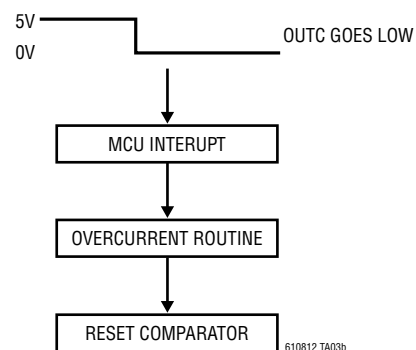 5V
0V
OUTC GOES LOW
MCU INTERUPT
OVERCURRENT ROUTINE
RESET COMPARATOR
610812 TA03b